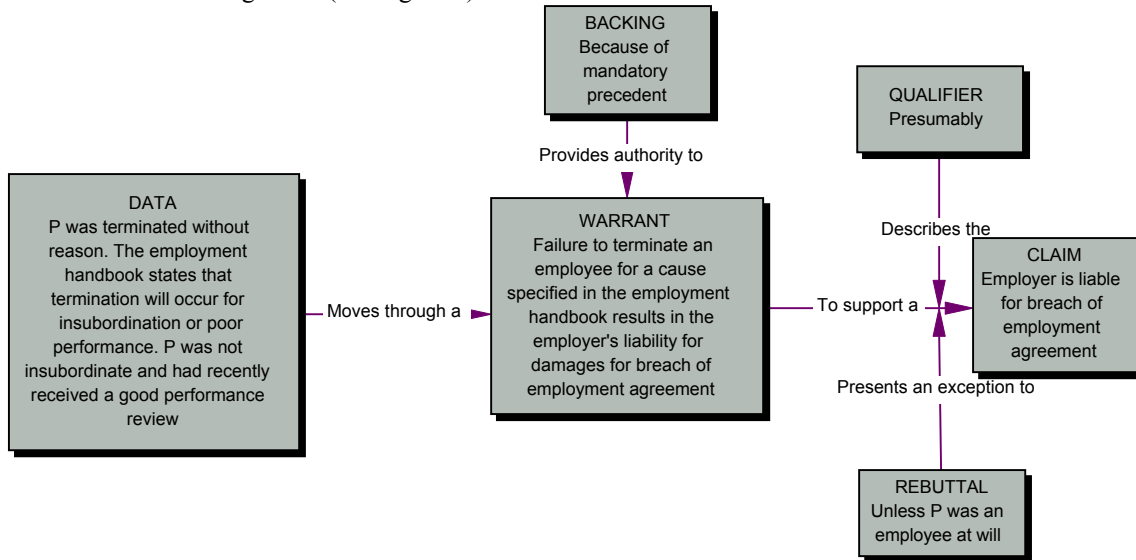 BACKING
Because of
mandatory
precedent
QUALIFIER
Presumably
Provides authority to
DATA
P was terminated without
reason. The employment
handbook states that
termination will occur for
insubordination or poor
performance. P was not
insubordinate and had recently
received a good performance
review
Moves through a
WARRANT
Failure to terminate an
employee for a cause
specified in the employment
handbook results in the
employer's liability for
damages for breach of
employment agreement
Describes the
To support a
CLAIM
Employer is liable
for breach of
employment
agreement
Presents an exception to
REBUTTAL
Unless P was an
employee at will